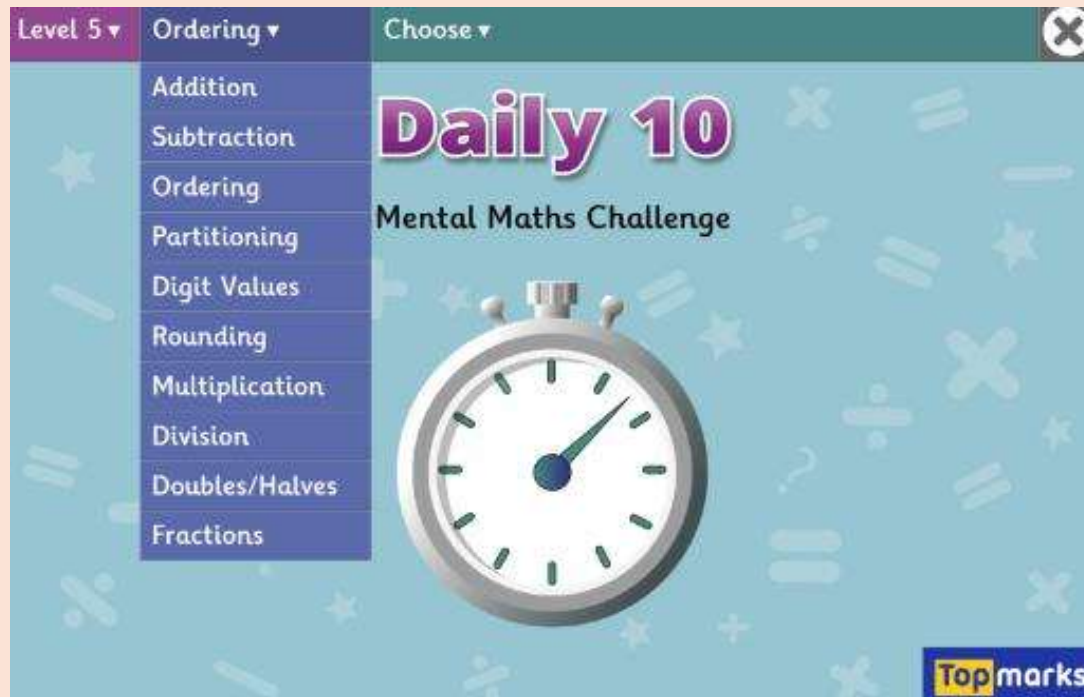 Level 5 ▾ Ordering ▾ Choose ▾
Addition
Subtraction
Ordering
Partitioning
Digit Values
Rounding
Multiplication
Division
Doubles/Halves
Fractions
Daily 10
Mental Maths Challenge
Topmarks